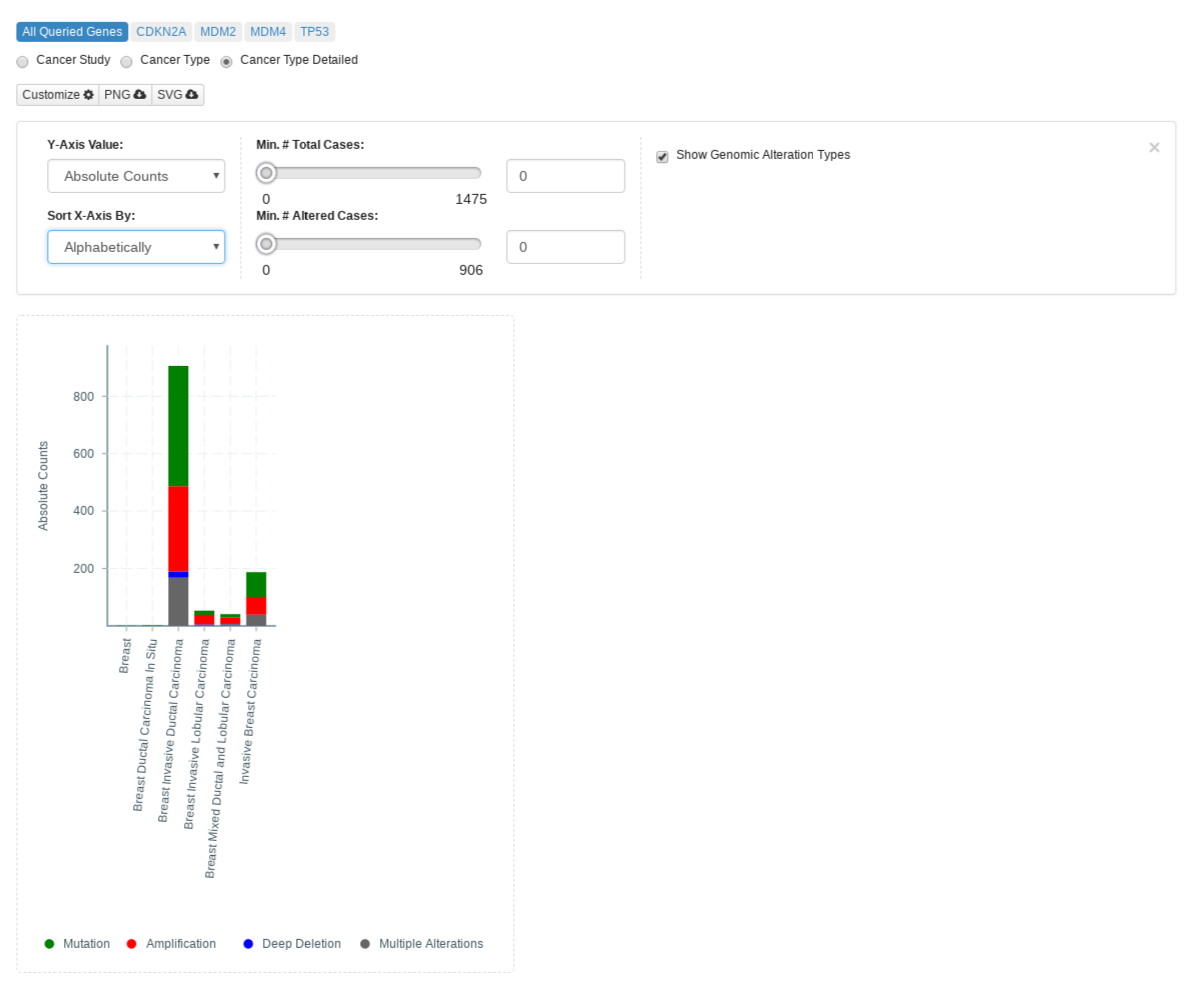 All Queried Genes CDKN2A MDM2 MDM4 TP53
Cancer Study Cancer Type Cancer Type Detailed
Customize PNG SVG
Y-Axis Value:
Absolute Counts
Sort X-Axis By:
Alphabetically
Min. # Total Cases:
0
0 1475
Min. # Altered Cases:
0
0 906
Show Genomic Alteration Types
×
Absolute Counts
800
600
400
200
Breast
Breast Ductal Carcinoma In Situ
Breast Invasive Ductal Carcinoma
Breast Invasive Lobular Carcinoma
Breast Mixed Ductal and Lobular Carcinoma
Invasive Breast Carcinoma
Mutation Amplification Deep Deletion Multiple Alterations